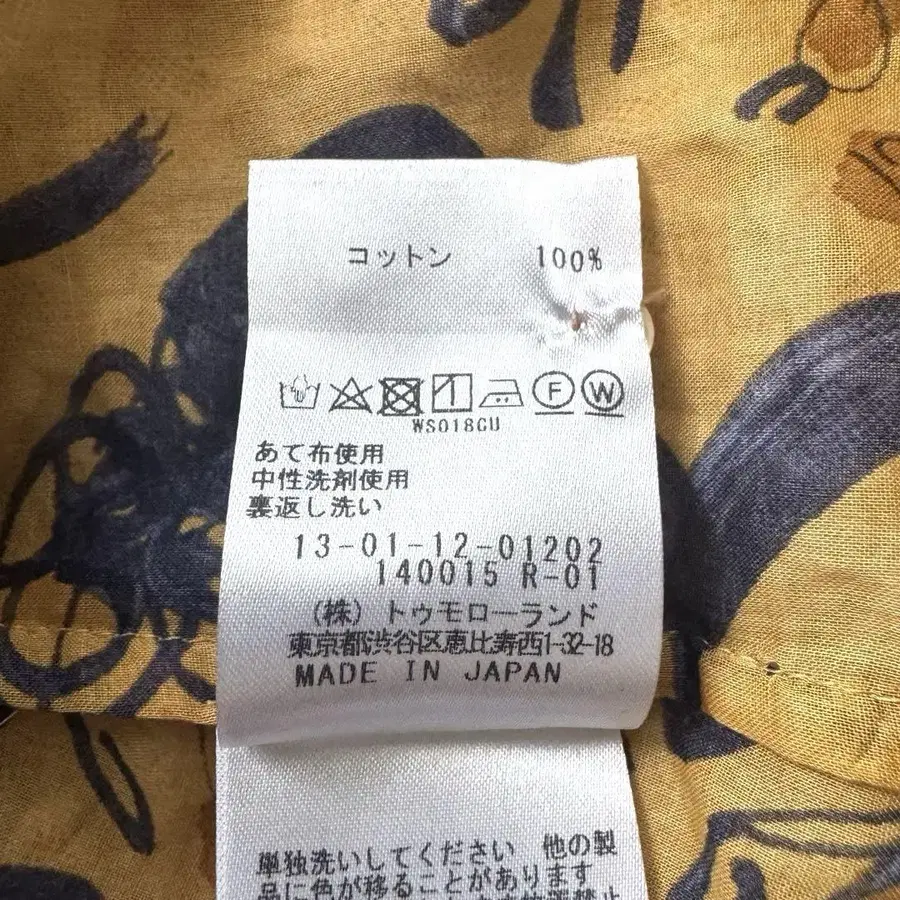 コットン 100%
F W
WS018CU
あて布使用
中性洗剤使用
裏返し洗い
13-01-12-01202
140015 R-01
(株) トゥモローランド
東京都渋谷区恵比寿西1-32-18
MADE IN JAPAN
単独洗いしてください 他の製
品に色が移ることがあります